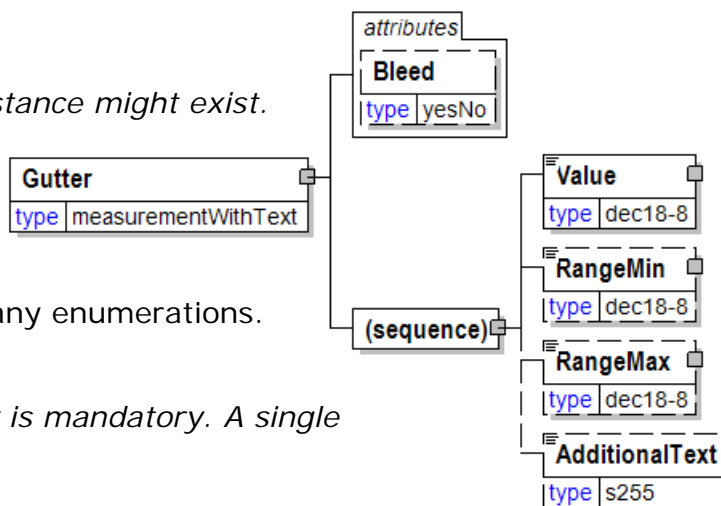 attributes
Bleed
type yesNo
stance might exist.
Gutter
type measurementWithText
Value
type dec18-8
RangeMin
type dec18-8
any enumerations.
(sequence)
RangeMax
type dec18-8
is mandatory. A single
AdditionalText
type s255